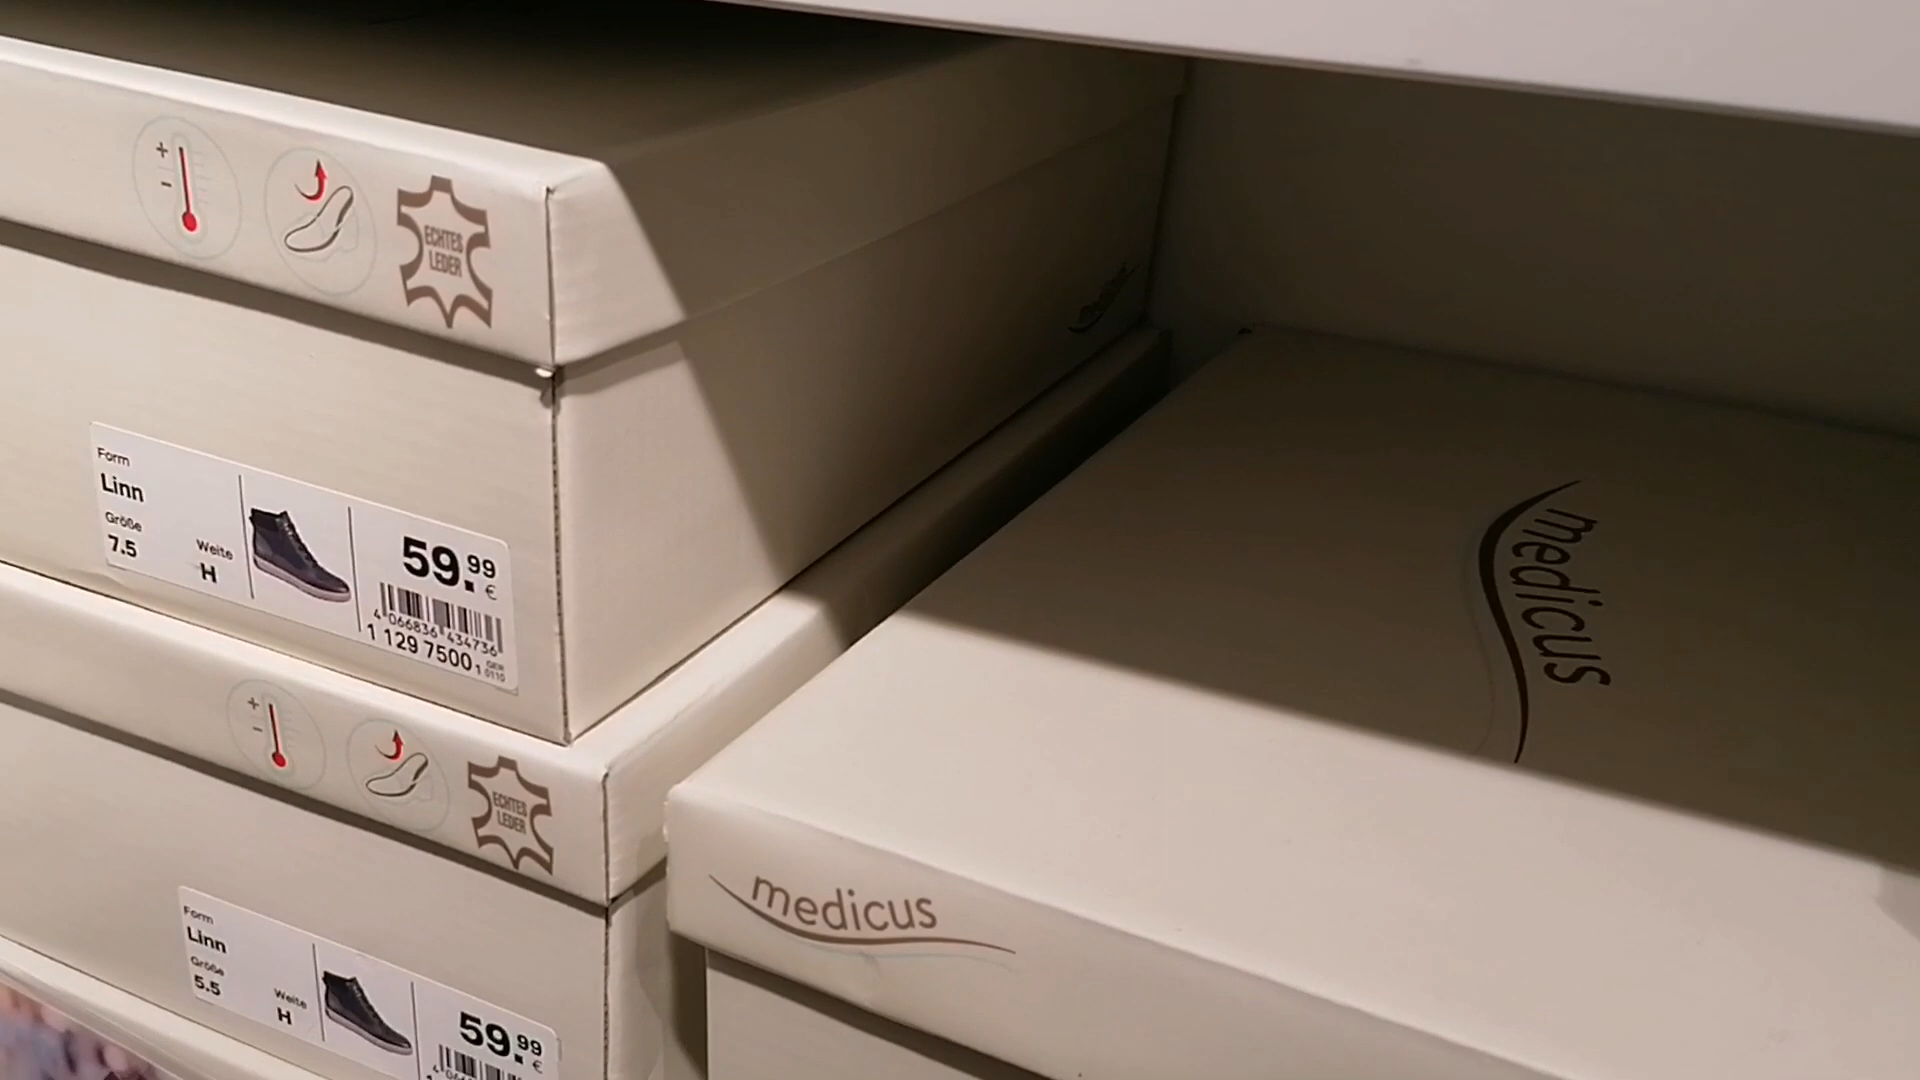 +
-
ECHTES
LEDER
Form
Linn
Größe
7.5
Weite
H
59.99
€
4 066836 434736
1 129 7500 1
+
-
ECHTES
LEDER
Form
Linn
Größe
5.5
Weite
H
59.99
€
medicus
medicus